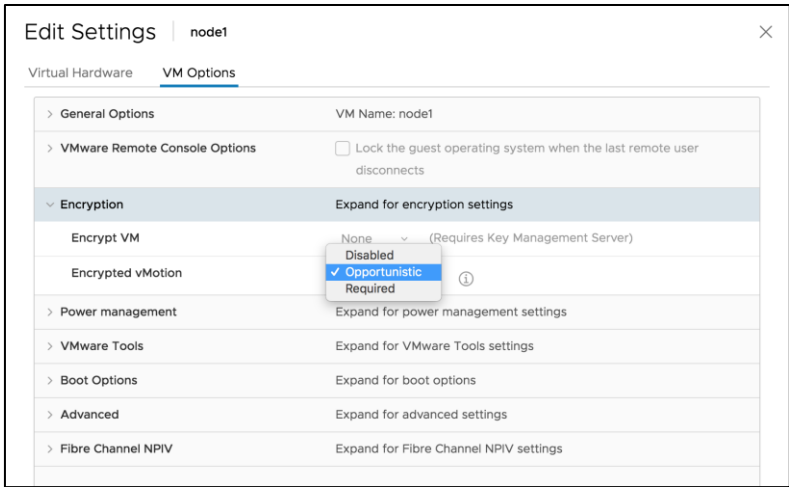 Edit Settings node1
Virtual Hardware VM Options
General Options VM Name: node1
VMware Remote Console Options Lock the guest operating system when the last remote user
disconnects
Encryption Expand for encryption settings
Encrypt VM None (Requires Key Management Server)
Disabled
Encrypted vMotion Opportunistic
Required
Power management Expand for power management settings
VMware Tools Expand for VMware Tools settings
Boot Options Expand for boot options
Advanced Expand for advanced settings
Fibre Channel NPIV Expand for Fibre Channel NPIV settings